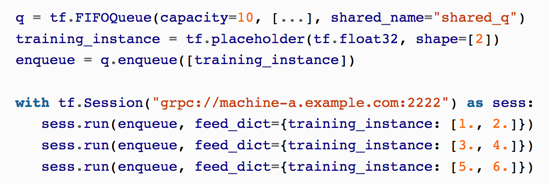 q = tf.FIFOQueue(capacity=10, [...], shared_name="shared_q")
training_instance = tf.placeholder(tf.float32, shape=[2])
enqueue = q.enqueue([training_instance])

with tf.Session("grpc://machine-a.example.com:2222") as sess:
    sess.run(enqueue, feed_dict={training_instance: [1., 2.]})
    sess.run(enqueue, feed_dict={training_instance: [3., 4.]})
    sess.run(enqueue, feed_dict={training_instance: [5., 6.]})